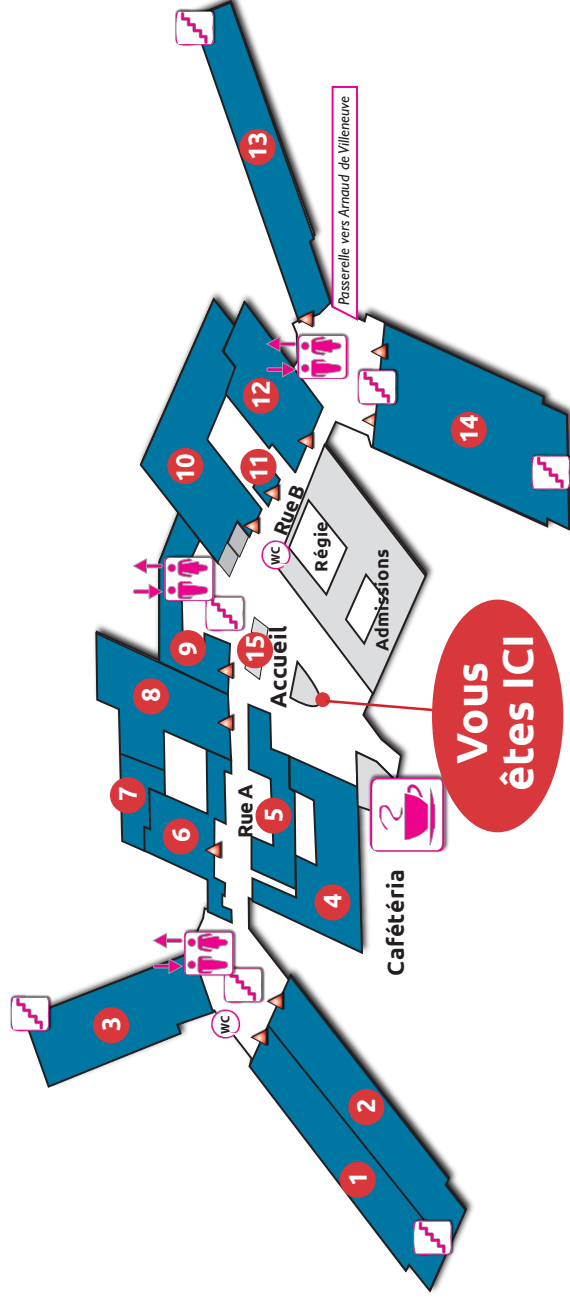 1
2
3
WC
4
5
6
7
8
9
Rue A
Cafétéria
Accueil
15
Vous
êtes ICI
10
11
12
Rue B
WC
Régie
Admissions
13
14
Passerelle vers Arnaud de Villeneuve